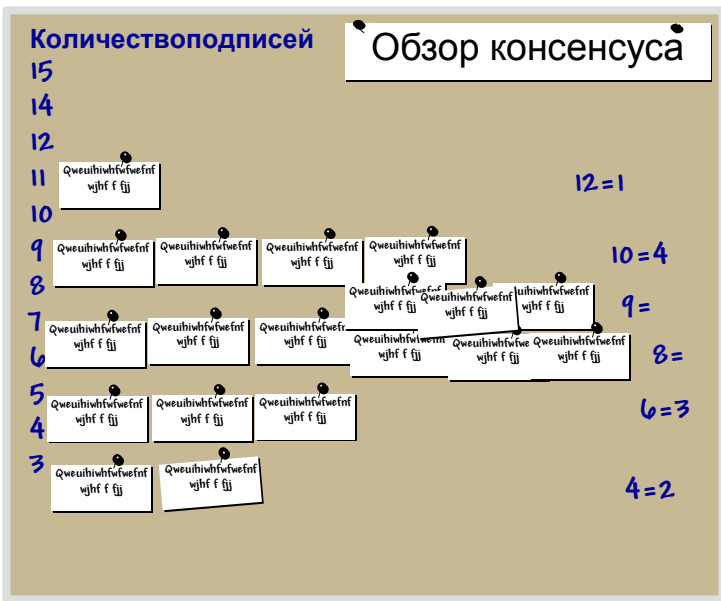 Количествоподписей
Обзор консенсуса
15
14
12
11
10
9
8
7
6
5
4
3
Qweuihiwhfwfwefnf
wjhf f fjj
12=1
Qweuihiwhfwfwefnf
wjhf f fjj
Qweuihiwhfwfwefnf
wjhf f fjj
Qweuihiwhfwfwefnf
wjhf f fjj
Qweuihiwhfwfwefnf
wjhf f fjj
10=4
wjhf f fjj
Qweuihiwhfwfwefnf
wjhf f fjj
uihiwhfwfwefnf
wjhf f fjj
9=
Qweuihiwhfwfwefnf
wjhf f fjj
Qweuihiwhfwfwefnf
wjhf f fjj
wjhf f fjj
wjhf f fjj
wjhf f fjj
Qweuihiwhfwfwefnf
wjhf f fjj
8=
Qweuihiwhfwfwefnf
wjhf f fjj
Qweuihiwhfwfwefnf
wjhf f fjj
Qweuihiwhfwfwefnf
wjhf f fjj
6=3
Qweuihiwhfwfwefnf
wjhf f fjj
Qweuihiwhfwfwefnf
wjhf f fjj
4=2